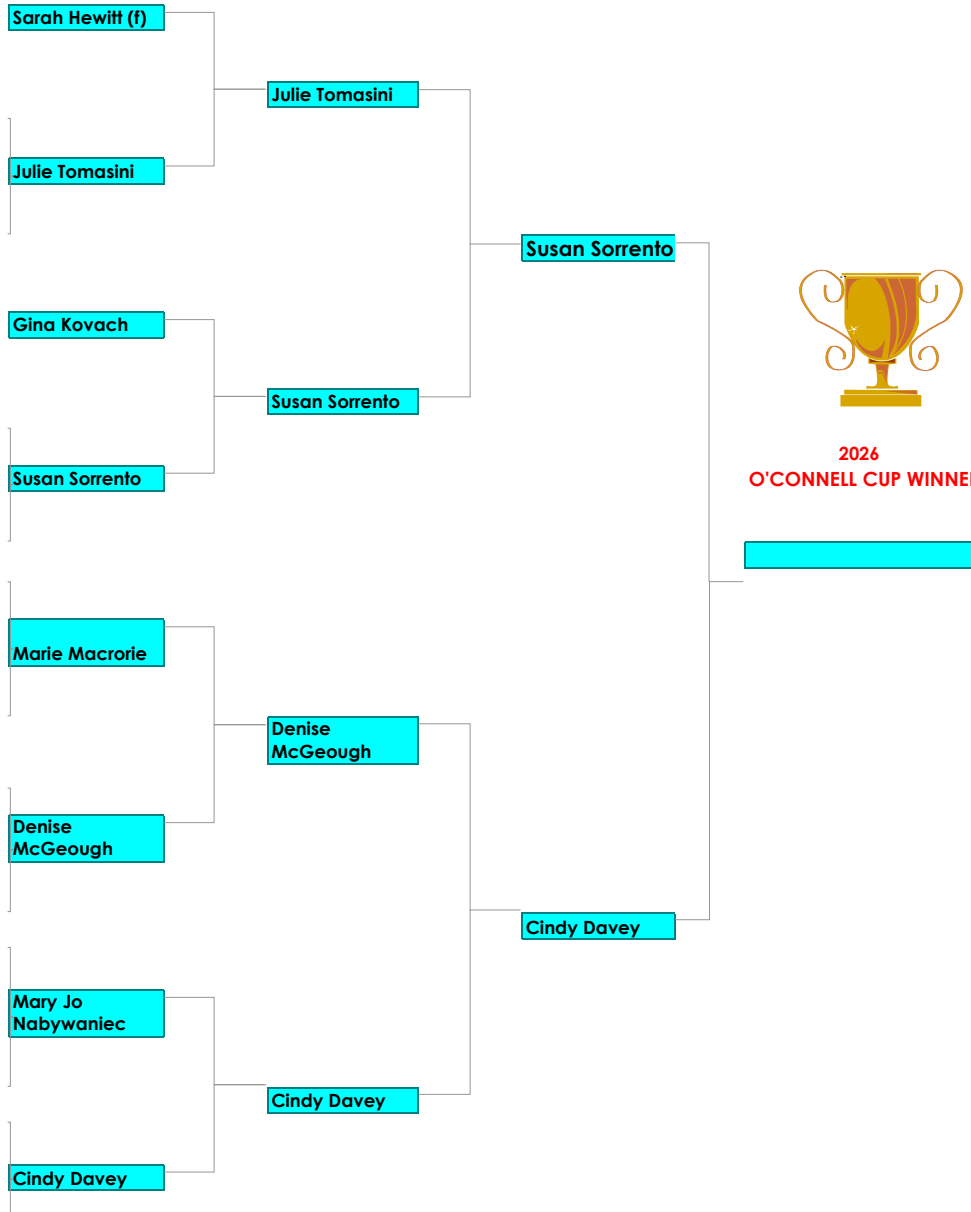 Sarah Hewitt (f)
Julie Tomasini
Julie Tomasini
Susan Sorrento
Gina Kovach
Susan Sorrento
Susan Sorrento
2026
O'CONNELL CUP WINNE
Marie Macrorie
Denise
McGeough
Denise
McGeough
Cindy Davey
Mary Jo
Nabywaniec
Cindy Davey
Cindy Davey